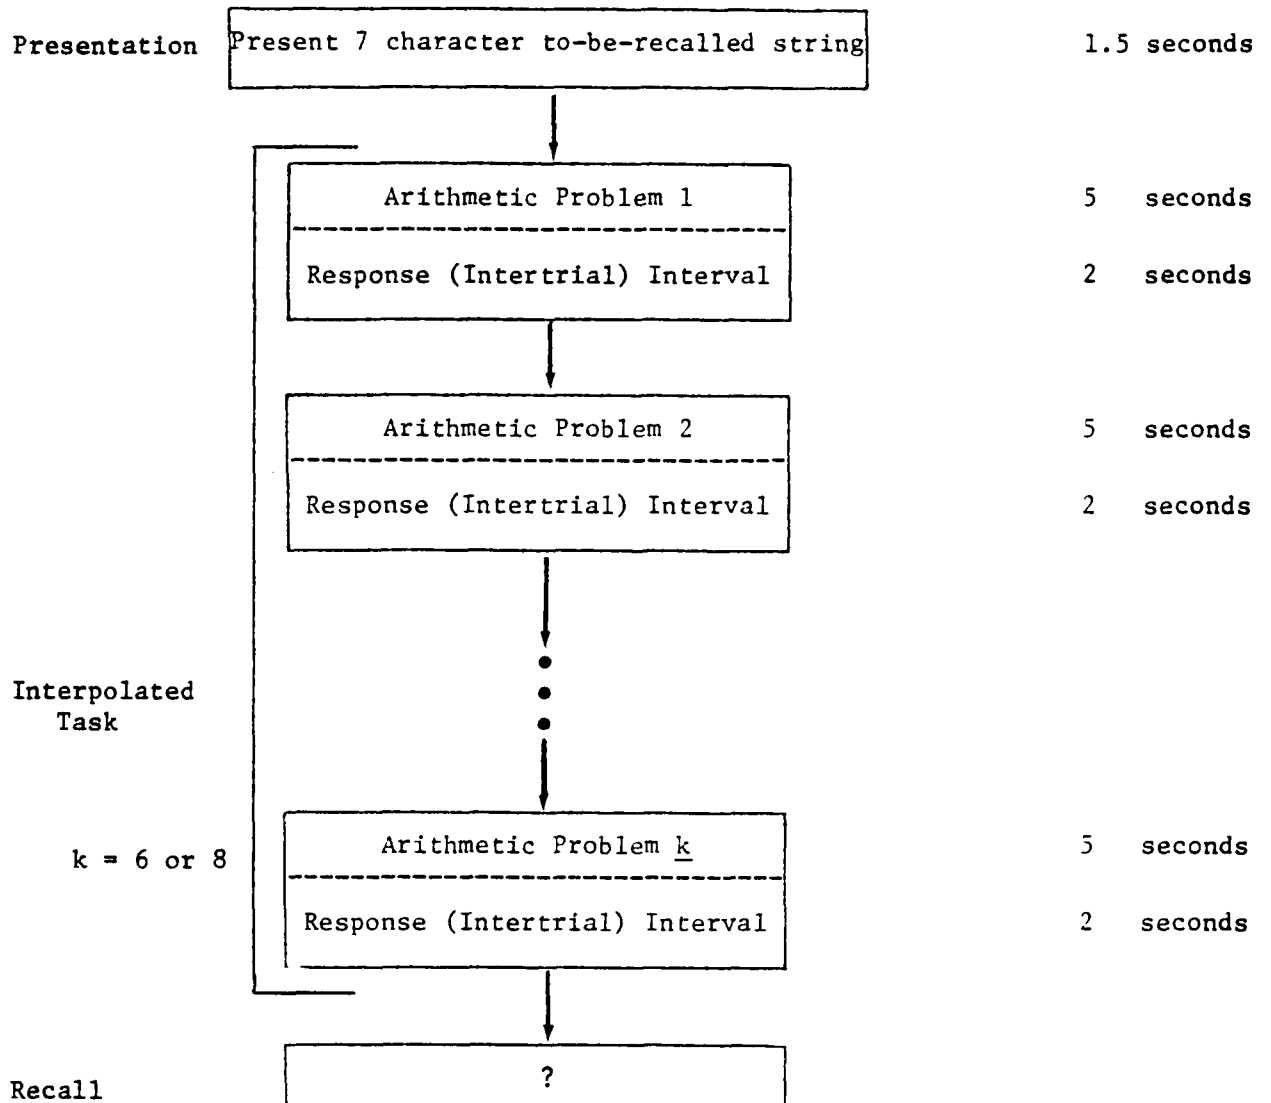 Presentation Present 7 character to-be-recalled string 1.5 seconds
Arithmetic Problem 1 5 seconds
Response (Intertrial) Interval 2 seconds
Arithmetic Problem 2 5 seconds
Response (Intertrial) Interval 2 seconds
Interpolated
Task
Arithmetic Problem k 5 seconds
k = 6 or 8
Response (Intertrial) Interval 2 seconds
?
Recall